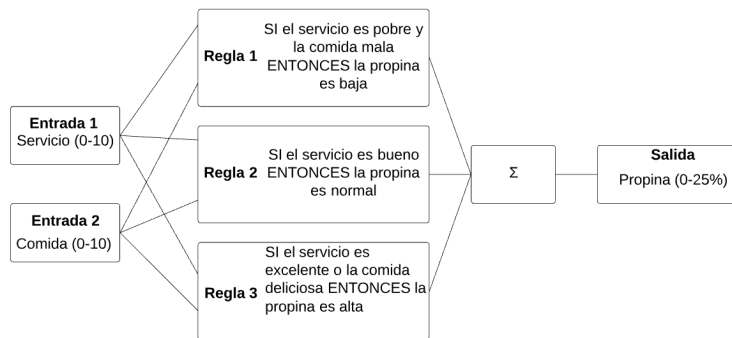 Entrada 1
Servicio (0-10)
Entrada 2
Comida (0-10)
Regla 1
SI el servicio es pobre y
la comida mala
ENTONCES la propina
es baja
Regla 2
SI el servicio es bueno
ENTONCES la propina
es normal
Regla 3
SI el servicio es
excelente o la comida
deliciosa ENTONCES la
propina es alta
Σ
Salida
Propina (0-25%)